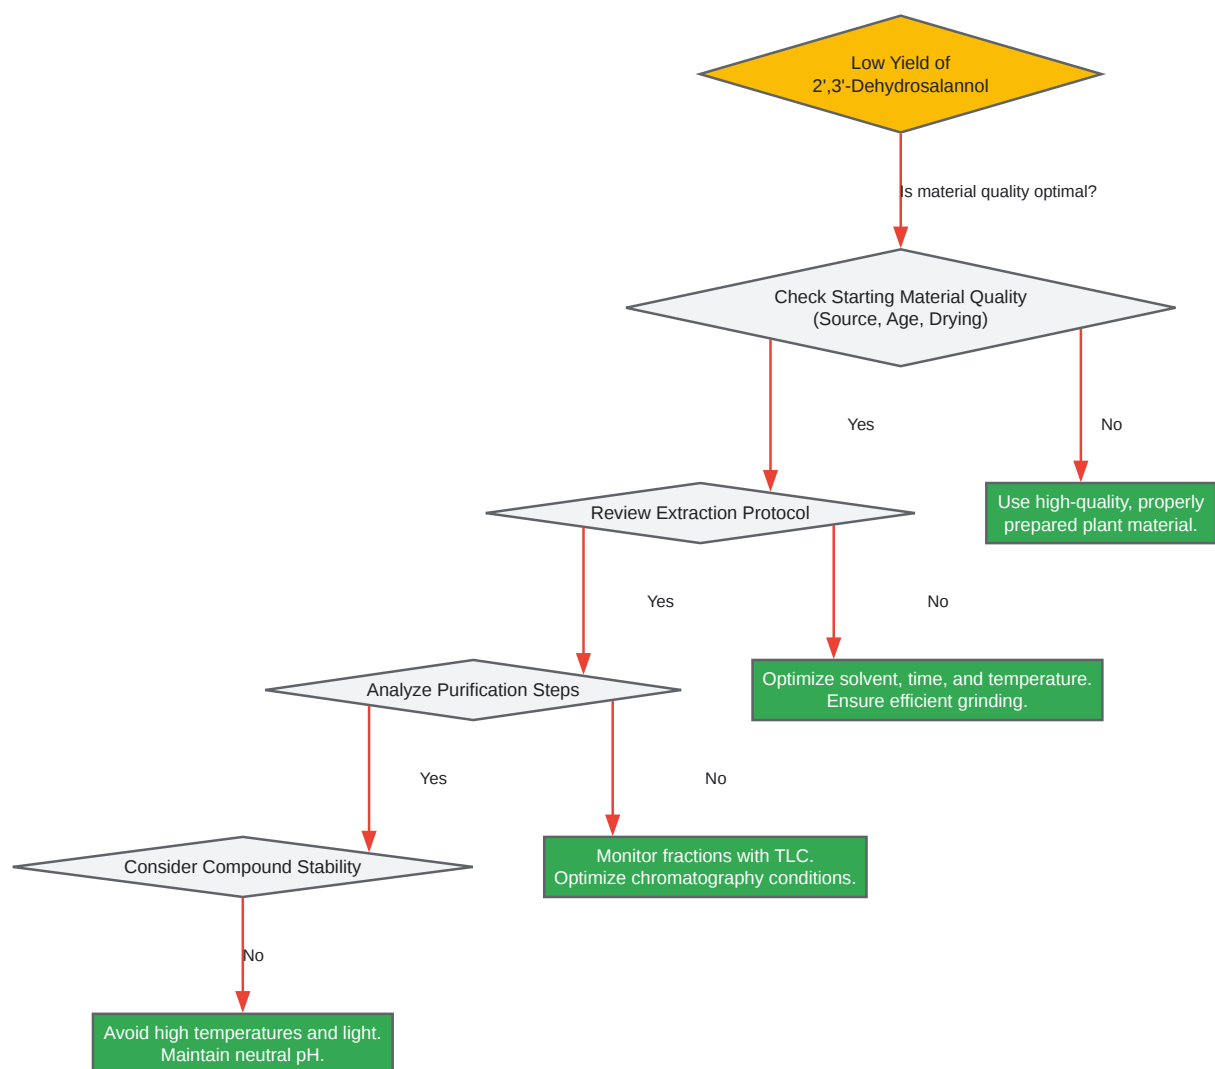 Low Yield of
2',3'-Dehydrosalannol
Is material quality optimal?
Check Starting Material Quality
(Source, Age, Drying)
Yes
No
Use high-quality, properly
prepared plant material.
Review Extraction Protocol
Yes
No
Optimize solvent, time, and temperature.
Ensure efficient grinding.
Analyze Purification Steps
Yes
No
Monitor fractions with TLC.
Optimize chromatography conditions.
Consider Compound Stability
No
Avoid high temperatures and light.
Maintain neutral pH.